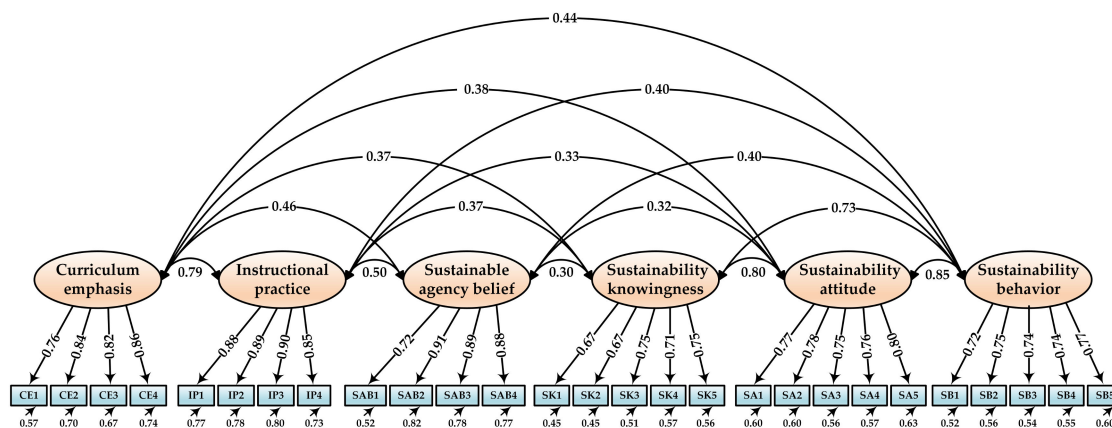 0.44
0.38
0.40
0.37
0.33
0.40
0.46
0.37
0.32
0.73
0.79
0.50
0.30
0.80
0.85
Curriculum
emphasis
Instructional
practice
Sustainable
agency belief
Sustainability
knowingness
Sustainability
attitude
Sustainability
behavior
0.76 0.84 0.82 0.86
0.88 0.89 0.90 0.85
0.72 0.91 0.89 0.88
0.67 0.67 0.75 0.71 0.75
0.77 0.78 0.75 0.76 0.80
0.72 0.75 0.74 0.74 0.77
CE1 CE2 CE3 CE4
IP1 IP2 IP3 IP4
SAB1 SAB2 SAB3 SAB4
SK1 SK2 SK3 SK4 SK5
SA1 SA2 SA3 SA4 SA5
SB1 SB2 SB3 SB4 SB5
0.57 0.70 0.67 0.74
0.77 0.78 0.80 0.73
0.52 0.82 0.78 0.77
0.45 0.45 0.51 0.57 0.56
0.60 0.60 0.56 0.57 0.63
0.52 0.56 0.54 0.55